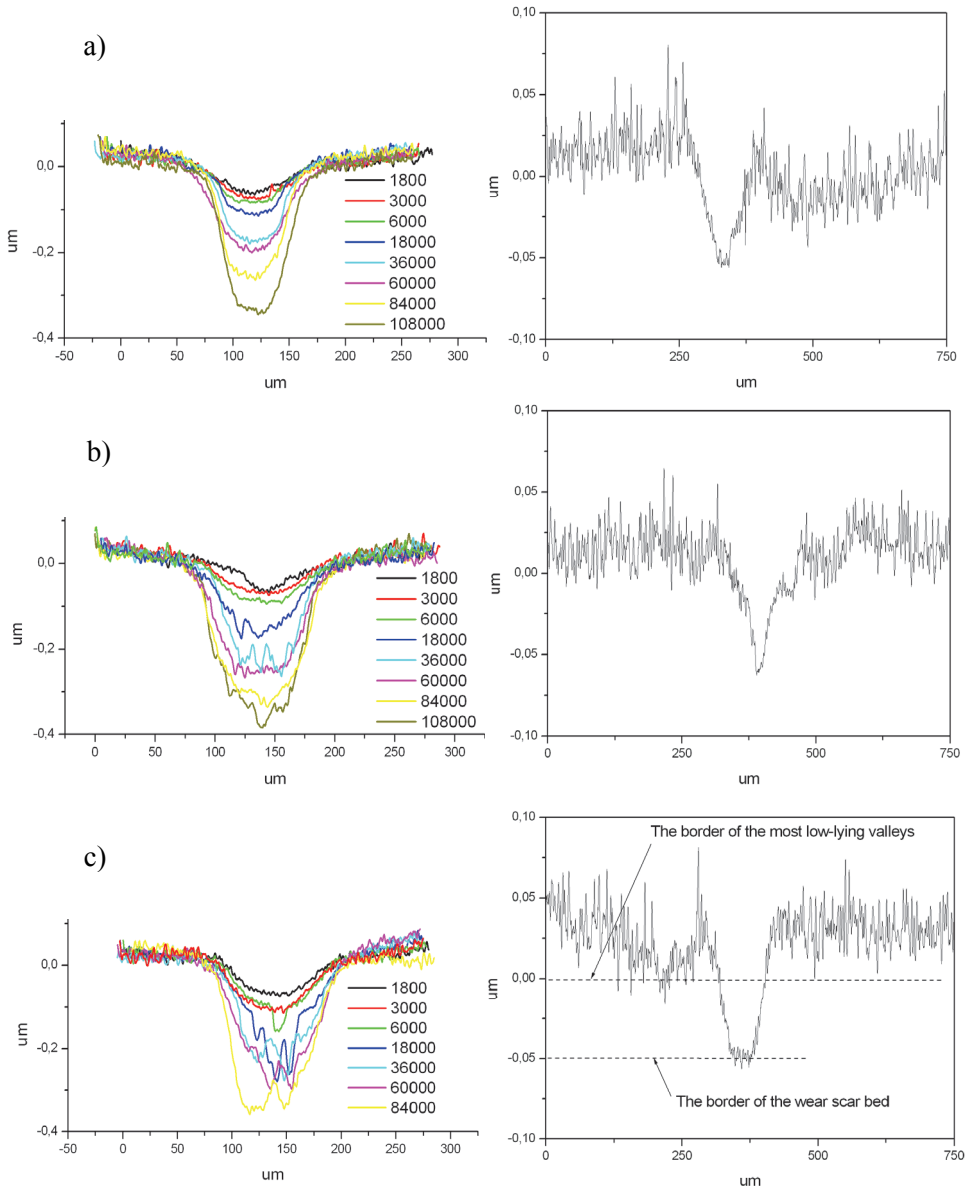 a)
0,0
-0,2
-0,4
um
-50 0 50 100 150 200 250 300
um
1800
3000
6000
18000
36000
60000
84000
108000
0,10
0,05
0,00
-0,05
-0,10
um
0 250 500 750
um
b)
0,0
-0,2
-0,4
um
0 50 100 150 200 250 300
um
1800
3000
6000
18000
36000
60000
84000
108000
0,10
0,05
0,00
-0,05
-0,10
um
0 250 500 750
um
c)
0,0
-0,2
-0,4
um
-50 0 50 100 150 200 250 300
um
1800
3000
6000
18000
36000
60000
84000
0,10
0,05
0,00
-0,05
-0,10
um
The border of the most low-lying valleys
The border of the wear scar bed
0 250 500 750
um